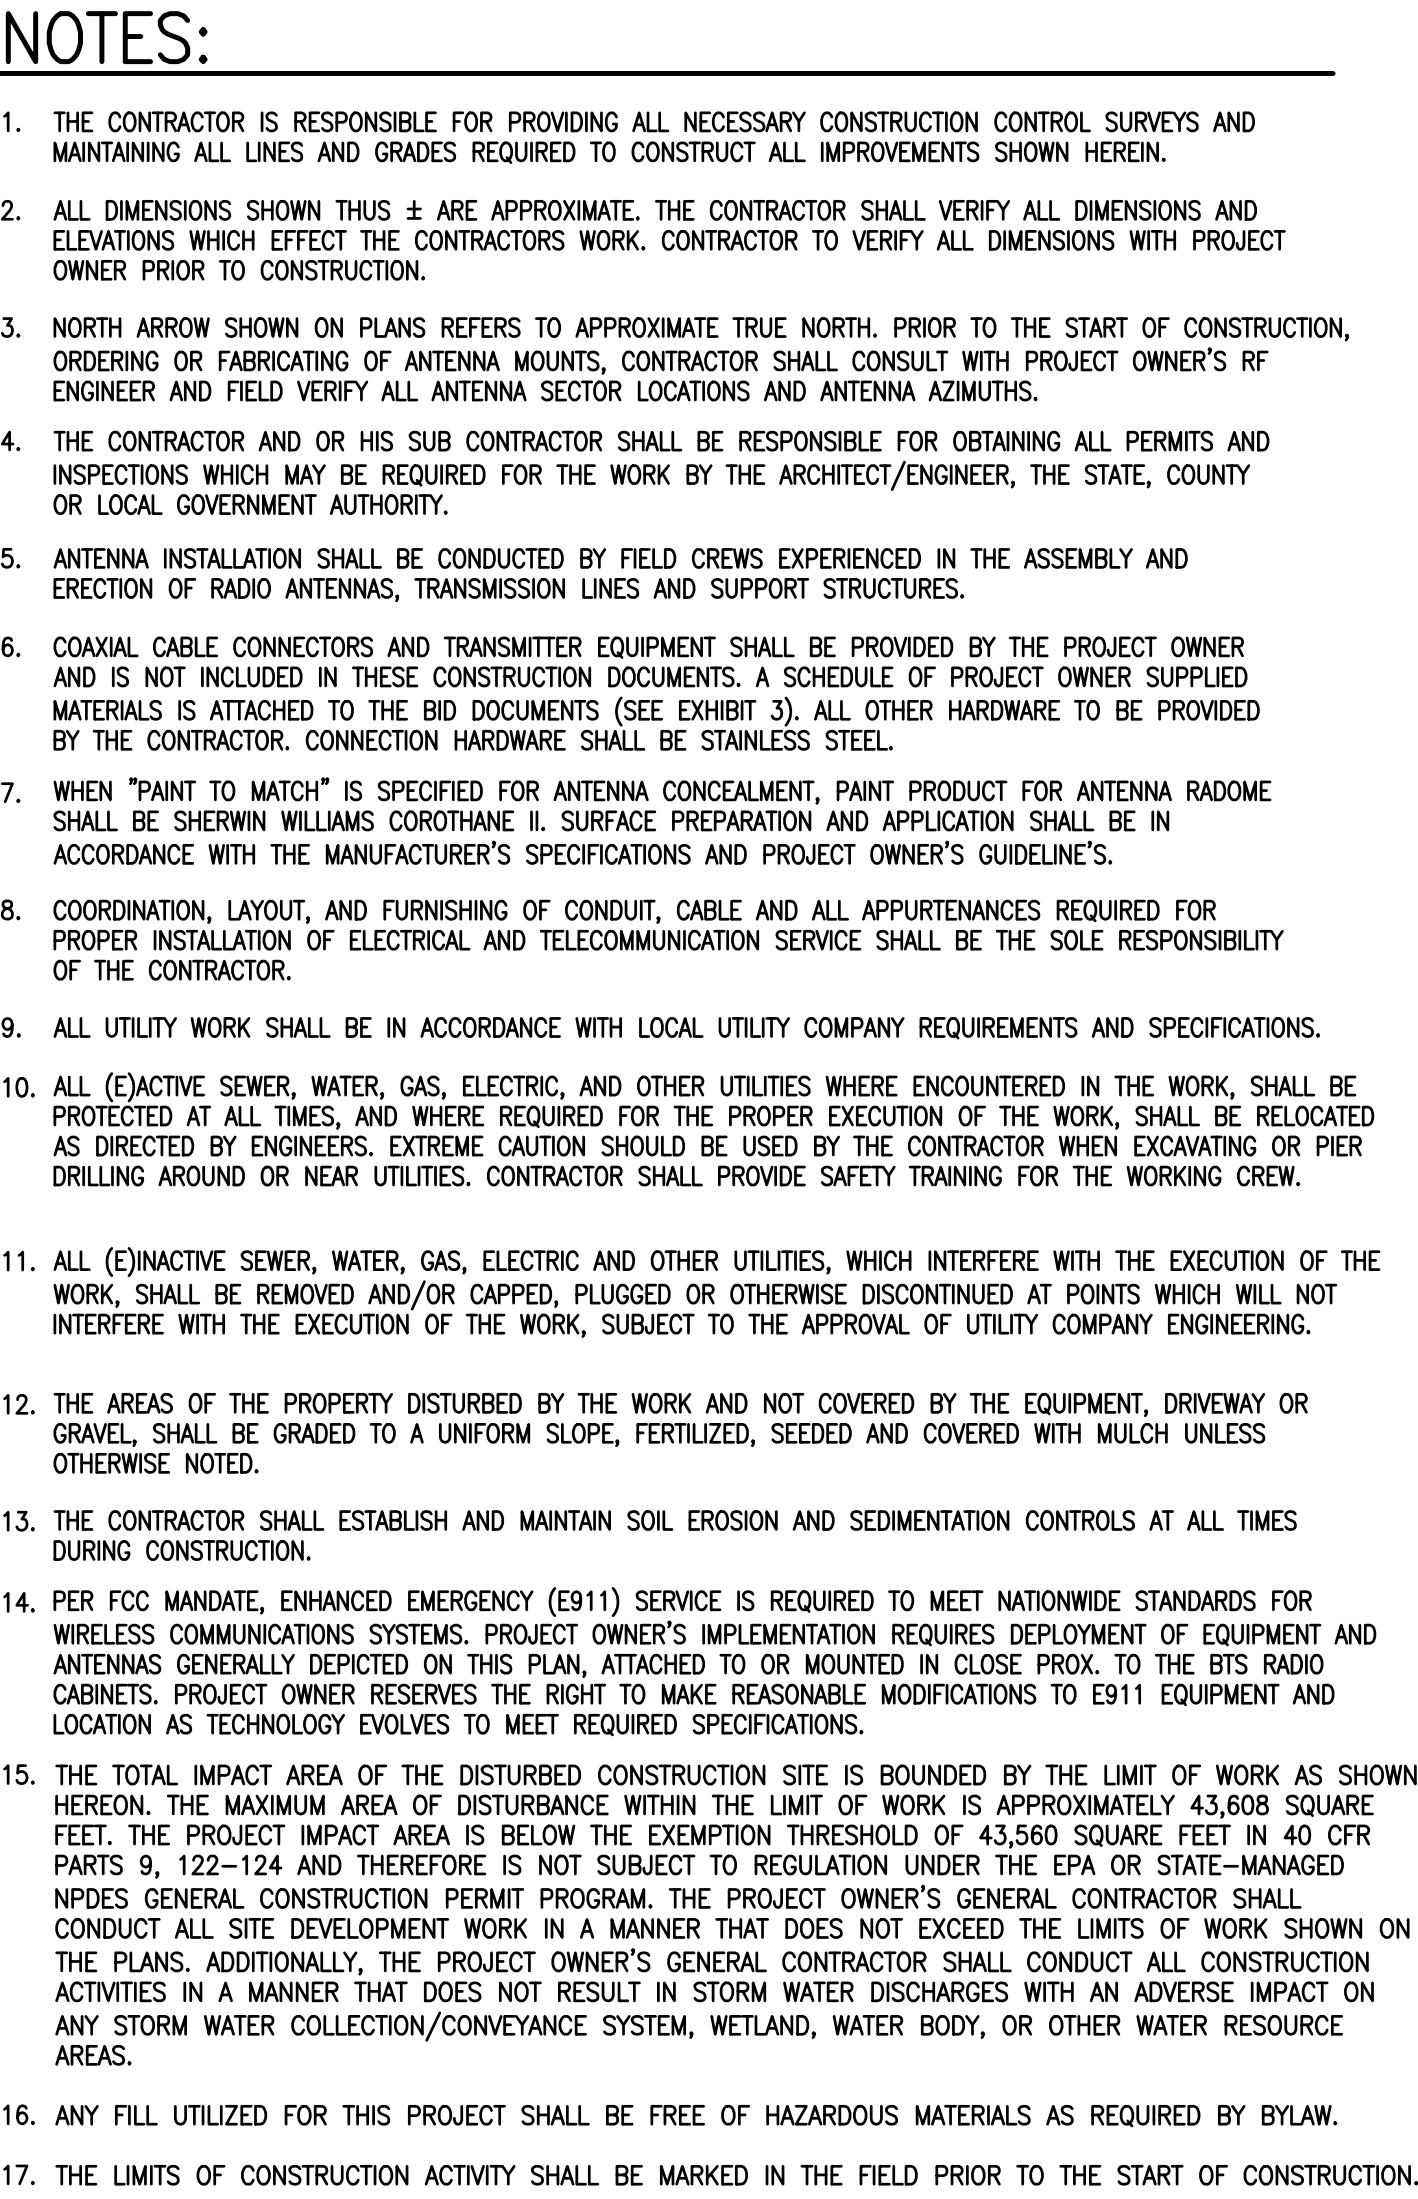 NOTES:
1. THE CONTRACTOR IS RESPONSIBLE FOR PROVIDING ALL NECESSARY CONSTRUCTION CONTROL SURVEYS AND
MAINTAINING ALL LINES AND GRADES REQUIRED TO CONSTRUCT ALL IMPROVEMENTS SHOWN HEREIN.
2. ALL DIMENSIONS SHOWN THUS ± ARE APPROXIMATE. THE CONTRACTOR SHALL VERIFY ALL DIMENSIONS AND
ELEVATIONS WHICH EFFECT THE CONTRACTORS WORK. CONTRACTOR TO VERIFY ALL DIMENSIONS WITH PROJECT
OWNER PRIOR TO CONSTRUCTION.
3. NORTH ARROW SHOWN ON PLANS REFERS TO APPROXIMATE TRUE NORTH. PRIOR TO THE START OF CONSTRUCTION,
ORDERING OR FABRICATING OF ANTENNA MOUNTS, CONTRACTOR SHALL CONSULT WITH PROJECT OWNER'S RF
ENGINEER AND FIELD VERIFY ALL ANTENNA SECTOR LOCATIONS AND ANTENNA AZIMUTHS.
4. THE CONTRACTOR AND OR HIS SUB CONTRACTOR SHALL BE RESPONSIBLE FOR OBTAINING ALL PERMITS AND
INSPECTIONS WHICH MAY BE REQUIRED FOR THE WORK BY THE ARCHITECT/ENGINEER, THE STATE, COUNTY
OR LOCAL GOVERNMENT AUTHORITY.
5. ANTENNA INSTALLATION SHALL BE CONDUCTED BY FIELD CREWS EXPERIENCED IN THE ASSEMBLY AND
ERECTION OF RADIO ANTENNAS, TRANSMISSION LINES AND SUPPORT STRUCTURES.
6. COAXIAL CABLE CONNECTORS AND TRANSMITTER EQUIPMENT SHALL BE PROVIDED BY THE PROJECT OWNER
AND IS NOT INCLUDED IN THESE CONSTRUCTION DOCUMENTS. A SCHEDULE OF PROJECT OWNER SUPPLIED
MATERIALS IS ATTACHED TO THE BID DOCUMENTS (SEE EXHIBIT 3). ALL OTHER HARDWARE TO BE PROVIDED
BY THE CONTRACTOR. CONNECTION HARDWARE SHALL BE STAINLESS STEEL.
7. WHEN "PAINT TO MATCH" IS SPECIFIED FOR ANTENNA CONCEALMENT, PAINT PRODUCT FOR ANTENNA RADOME
SHALL BE SHERWIN WILLIAMS COROTHANE II. SURFACE PREPARATION AND APPLICATION SHALL BE IN
ACCORDANCE WITH THE MANUFACTURER'S SPECIFICATIONS AND PROJECT OWNER'S GUIDELINE'S.
8. COORDINATION, LAYOUT, AND FURNISHING OF CONDUIT, CABLE AND ALL APPURTENANCES REQUIRED FOR
PROPER INSTALLATION OF ELECTRICAL AND TELECOMMUNICATION SERVICE SHALL BE THE SOLE RESPONSIBILITY
OF THE CONTRACTOR.
9. ALL UTILITY WORK SHALL BE IN ACCORDANCE WITH LOCAL UTILITY COMPANY REQUIREMENTS AND SPECIFICATIONS.
10. ALL (E)ACTIVE SEWER, WATER, GAS, ELECTRIC, AND OTHER UTILITIES WHERE ENCOUNTERED IN THE WORK, SHALL BE
PROTECTED AT ALL TIMES, AND WHERE REQUIRED FOR THE PROPER EXECUTION OF THE WORK, SHALL BE RELOCATED
AS DIRECTED BY ENGINEERS. EXTREME CAUTION SHOULD BE USED BY THE CONTRACTOR WHEN EXCAVATING OR PIER
DRILLING AROUND OR NEAR UTILITIES. CONTRACTOR SHALL PROVIDE SAFETY TRAINING FOR THE WORKING CREW.
11. ALL (E)INACTIVE SEWER, WATER, GAS, ELECTRIC AND OTHER UTILITIES, WHICH INTERFERE WITH THE EXECUTION OF THE
WORK, SHALL BE REMOVED AND/OR CAPPED, PLUGGED OR OTHERWISE DISCONTINUED AT POINTS WHICH WILL NOT
INTERFERE WITH THE EXECUTION OF THE WORK, SUBJECT TO THE APPROVAL OF UTILITY COMPANY ENGINEERING.
12. THE AREAS OF THE PROPERTY DISTURBED BY THE WORK AND NOT COVERED BY THE EQUIPMENT, DRIVEWAY OR
GRAVEL, SHALL BE GRADED TO A UNIFORM SLOPE, FERTILIZED, SEEDED AND COVERED WITH MULCH UNLESS
OTHERWISE NOTED.
13. THE CONTRACTOR SHALL ESTABLISH AND MAINTAIN SOIL EROSION AND SEDIMENTATION CONTROLS AT ALL TIMES
DURING CONSTRUCTION.
14. PER FCC MANDATE, ENHANCED EMERGENCY (E911) SERVICE IS REQUIRED TO MEET NATIONWIDE STANDARDS FOR
WIRELESS COMMUNICATIONS SYSTEMS. PROJECT OWNER'S IMPLEMENTATION REQUIRES DEPLOYMENT OF EQUIPMENT AND
ANTENNAS GENERALLY DEPICTED ON THIS PLAN, ATTACHED TO OR MOUNTED IN CLOSE PROX. TO THE BTS RADIO
CABINETS. PROJECT OWNER RESERVES THE RIGHT TO MAKE REASONABLE MODIFICATIONS TO E911 EQUIPMENT AND
LOCATION AS TECHNOLOGY EVOLVES TO MEET REQUIRED SPECIFICATIONS.
15. THE TOTAL IMPACT AREA OF THE DISTURBED CONSTRUCTION SITE IS BOUNDED BY THE LIMIT OF WORK AS SHOWN
HEREON. THE MAXIMUM AREA OF DISTURBANCE WITHIN THE LIMIT OF WORK IS APPROXIMATELY 43,608 SQUARE
FEET. THE PROJECT IMPACT AREA IS BELOW THE EXEMPTION THRESHOLD OF 43,560 SQUARE FEET IN 40 CFR
PARTS 9, 122-124 AND THEREFORE IS NOT SUBJECT TO REGULATION UNDER THE EPA OR STATE-MANAGED
NPDES GENERAL CONSTRUCTION PERMIT PROGRAM. THE PROJECT OWNER'S GENERAL CONTRACTOR SHALL
CONDUCT ALL SITE DEVELOPMENT WORK IN A MANNER THAT DOES NOT EXCEED THE LIMITS OF WORK SHOWN ON
THE PLANS. ADDITIONALLY, THE PROJECT OWNER'S GENERAL CONTRACTOR SHALL CONDUCT ALL CONSTRUCTION
ACTIVITIES IN A MANNER THAT DOES NOT RESULT IN STORM WATER DISCHARGES WITH AN ADVERSE IMPACT ON
ANY STORM WATER COLLECTION/CONVEYANCE SYSTEM, WETLAND, WATER BODY, OR OTHER WATER RESOURCE
AREAS.
16. ANY FILL UTILIZED FOR THIS PROJECT SHALL BE FREE OF HAZARDOUS MATERIALS AS REQUIRED BY BYLAW.
17. THE LIMITS OF CONSTRUCTION ACTIVITY SHALL BE MARKED IN THE FIELD PRIOR TO THE START OF CONSTRUCTION.